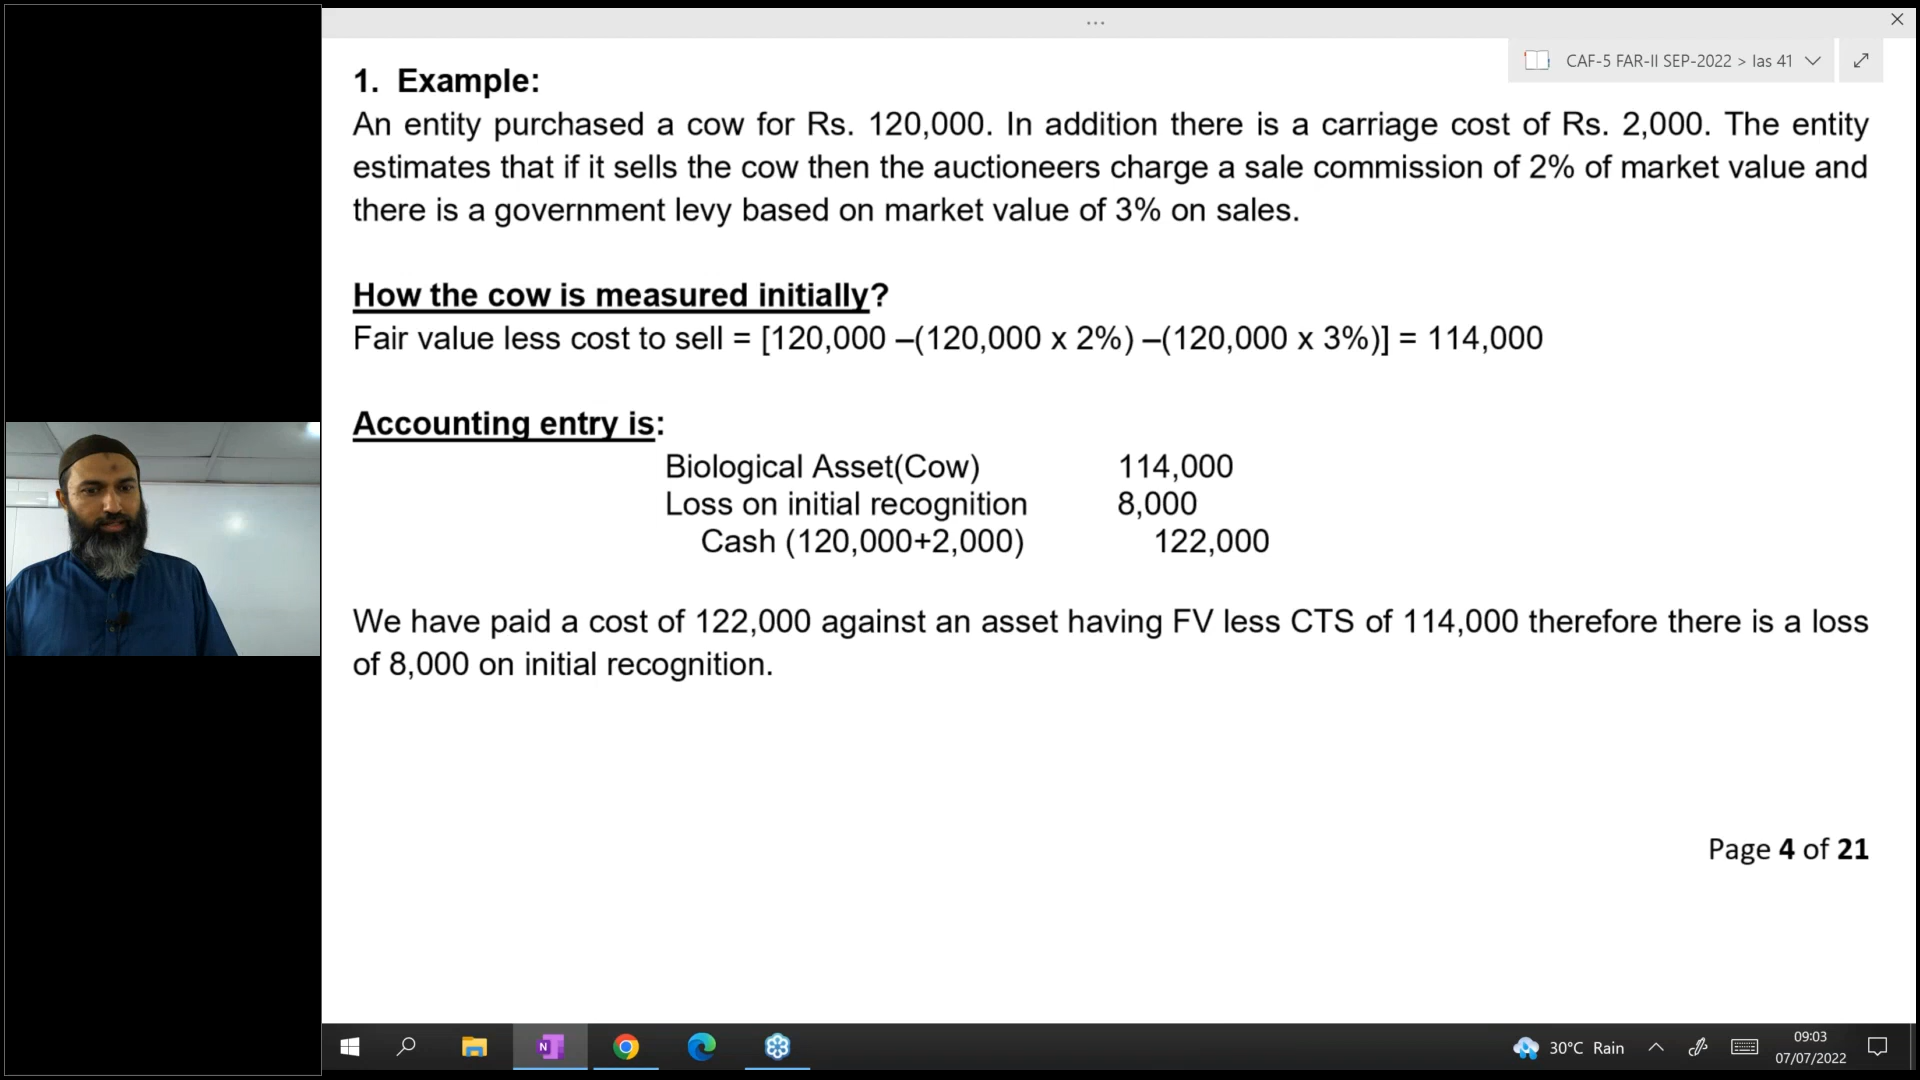 CAF-5 FAR-II SEP-2022 > Ias 41
1. Example:
An entity purchased a cow for Rs. 120,000. In addition there is a carriage cost of Rs. 2,000. The entity
estimates that if it sells the cow then the auctioneers charge a sale commission of 2% of market value and
there is a government levy based on market value of 3% on sales.
How the cow is measured initially?
Fair value less cost to sell = [120,000 –(120,000 x 2%) –(120,000 x 3%)] = 114,000
Accounting entry is:
Biological Asset(Cow) 114,000
Loss on initial recognition 8,000
Cash (120,000+2,000) 122,000
We have paid a cost of 122,000 against an asset having FV less CTS of 114,000 therefore there is a loss
of 8,000 on initial recognition.
Page 4 of 21
N
30°C Rain
09:03
07/07/2022